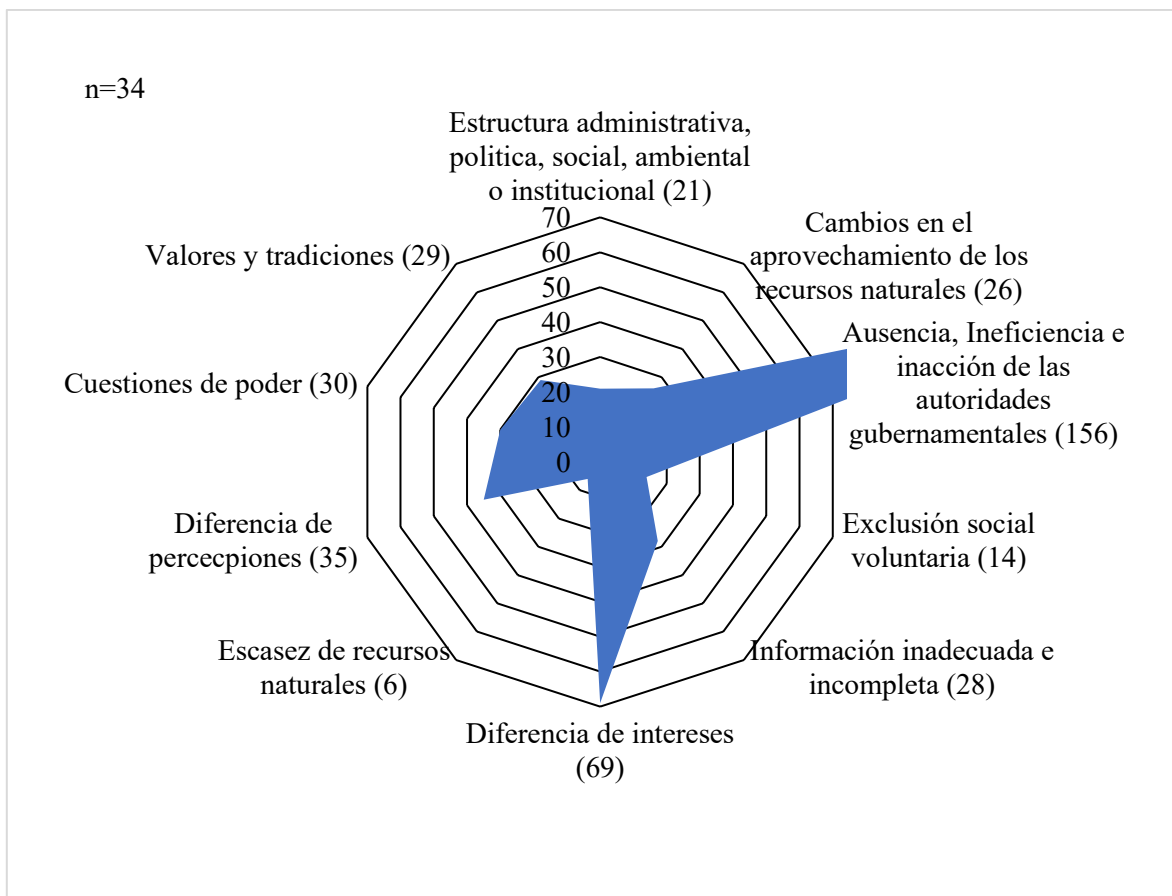 n=34
Estructura administrativa,
politica, social, ambiental
o institucional (21)
Cambios en el
aprovechamiento de los
recursos naturales (26)
Ausencia, Ineficiencia e
inacción de las
autoridades
gubernamentales (156)
Exclusión social
voluntaria (14)
Información inadecuada e
incompleta (28)
Diferencia de intereses
(69)
Escasez de recursos
naturales (6)
Diferencia de
percecpiones (35)
Cuestiones de poder (30)
Valores y tradiciones (29)
70
60
50
40
30
20
10
0